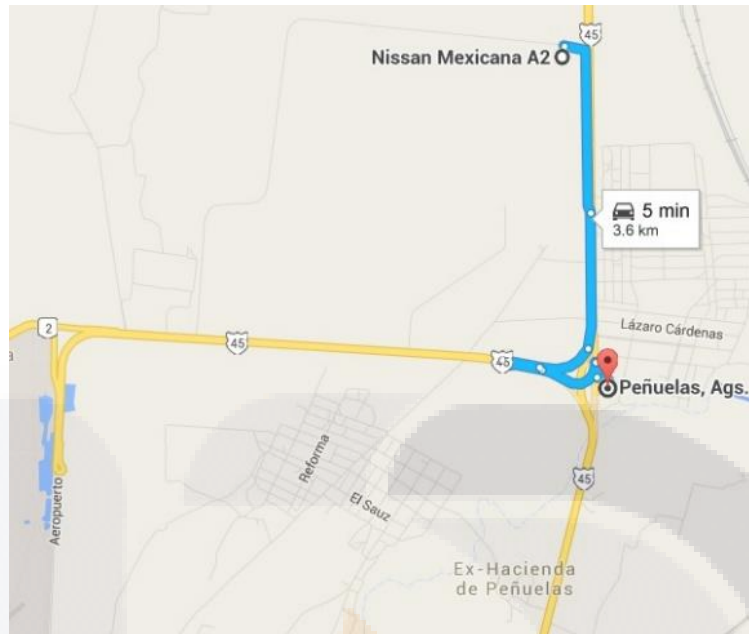 45
Nissan Mexicana A2
5 min
3.6 km
2
45
45
Lázaro Cárdenas
Peñuelas, Ags.
Reforma
El Sauz
45
Aeropuerto
Ex-Hacienda
de Peñuelas